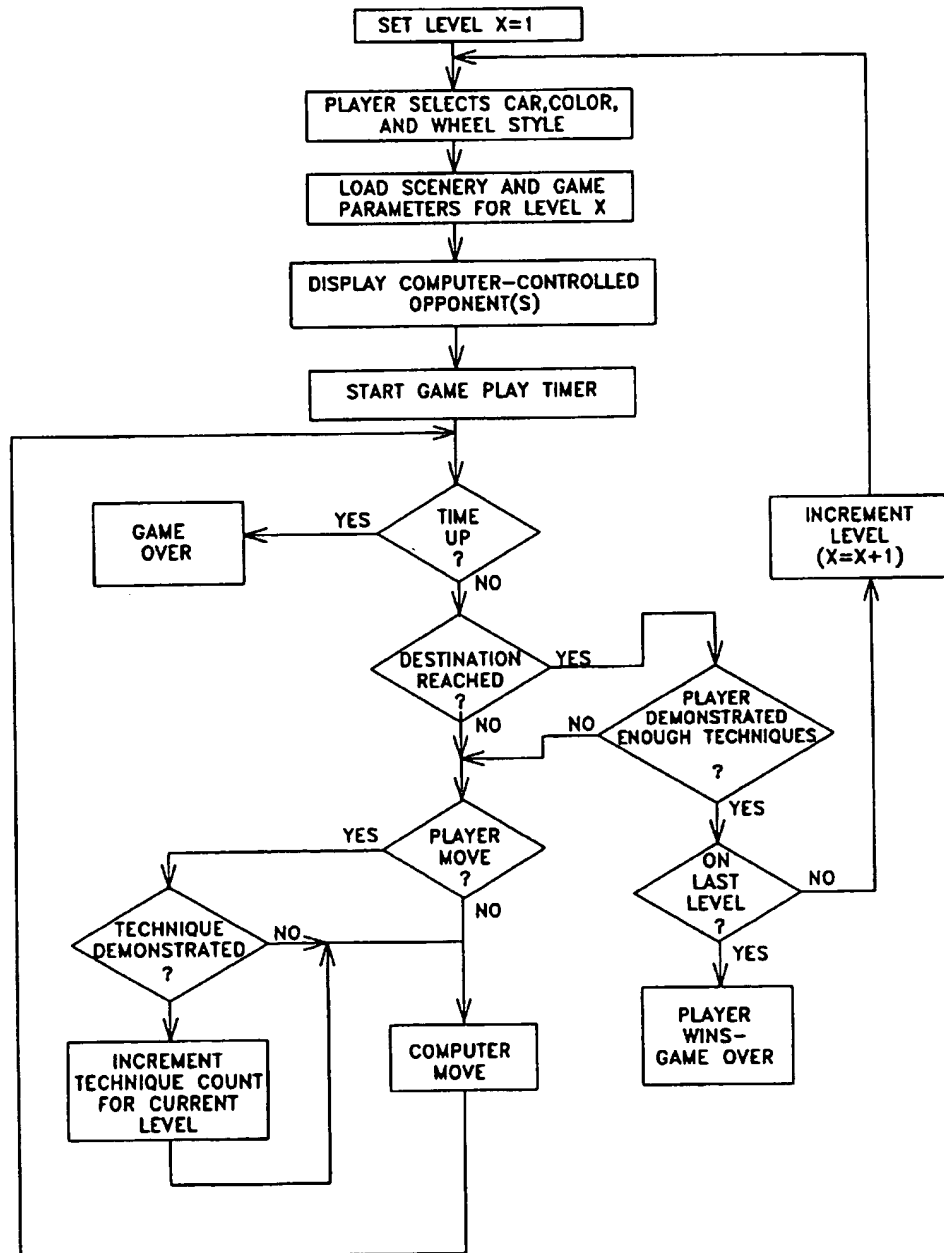 SET LEVEL X=1
PLAYER SELECTS CAR,COLOR,
AND WHEEL STYLE
LOAD SCENERY AND GAME
PARAMETERS FOR LEVEL X
DISPLAY COMPUTER-CONTROLLED
OPPONENT(S)
START GAME PLAY TIMER
TIME
UP
?
YES
GAME
OVER
NO
INCREMENT
LEVEL
(X=X+1)
DESTINATION
REACHED
?
YES
NO
PLAYER
DEMONSTRATED
ENOUGH TECHNIQUES
?
NO
YES
PLAYER
MOVE
?
YES
NO
ON
LAST
LEVEL
?
NO
YES
TECHNIQUE
DEMONSTRATED
?
NO
INCREMENT
TECHNIQUE COUNT
FOR CURRENT
LEVEL
COMPUTER
MOVE
PLAYER
WINS-
GAME OVER